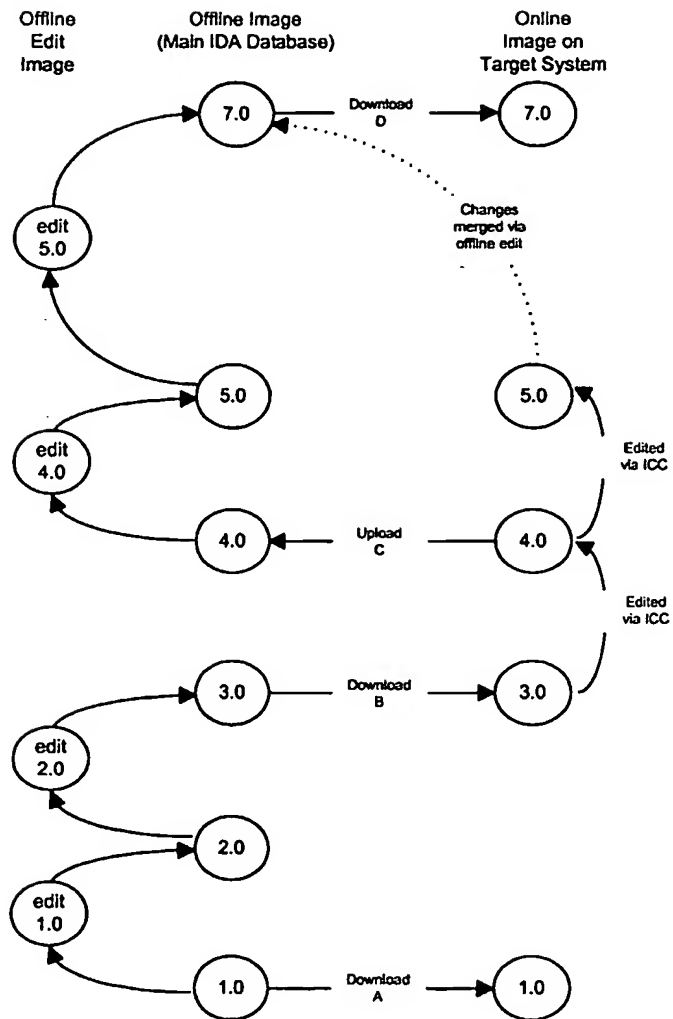 Offline
Edit
Image
Offline Image
(Main IDA Database)
Online
Image on
Target System
7.0
Download
D
7.0
Changes
merged via
offline edit
edit
5.0
5.0
5.0
edit
4.0
Edited
via ICC
4.0
Upload
C
4.0
Edited
via ICC
3.0
Download
B
3.0
edit
2.0
2.0
edit
1.0
1.0
Download
A
1.0